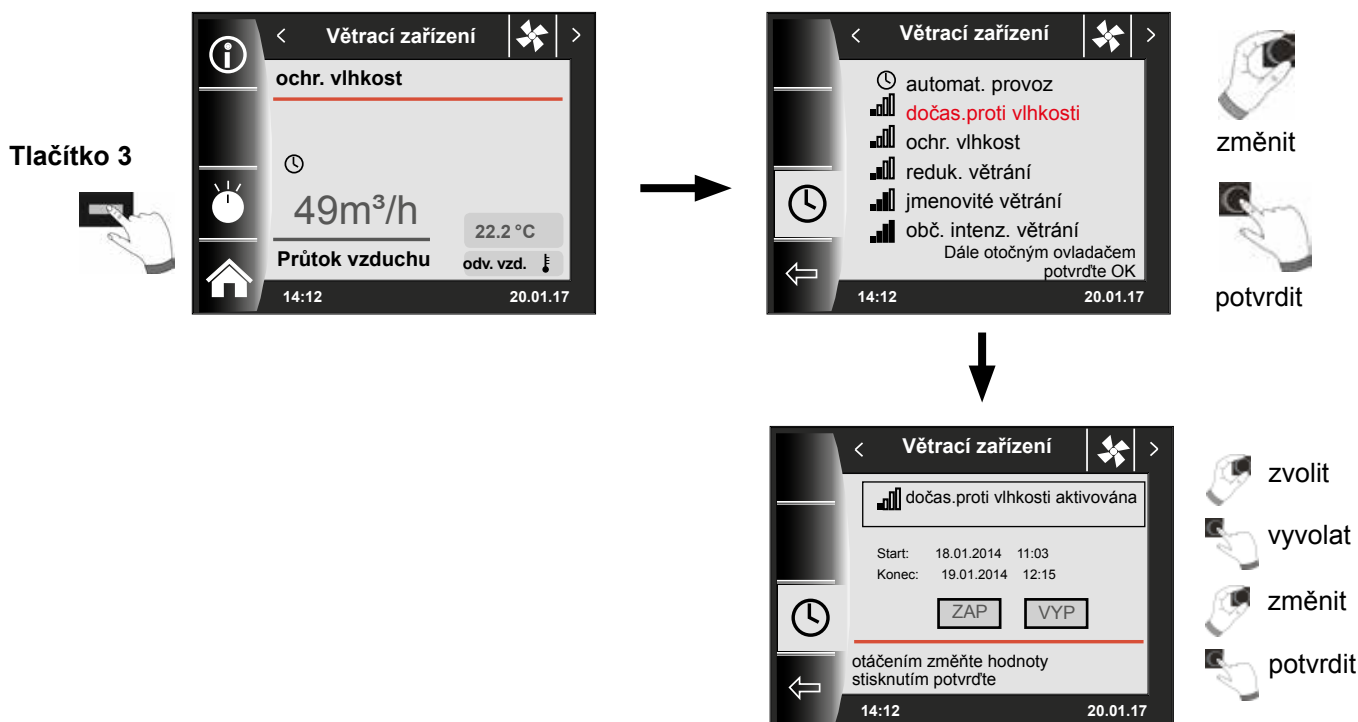 Tlačítko 3
< Větrací zařízení >
ochr. vlhkost
49m³/h
22.2 °C
Průtok vzduchu
odv. vzd.
14:12 20.01.17
< Větrací zařízení >
automat. provoz
dočas.proti vlhkosti
ochr. vlhkost
reduk. větrání
jmenovité větrání
obč. intenz. větrání
Dále otočným ovladačem
potvrďte OK
14:12 20.01.17
změnit
potvrdit
< Větrací zařízení >
dočas.proti vlhkosti aktivována
Start: 18.01.2014 11:03
Konec: 19.01.2014 12:15
ZAP VYP
otáčením změňte hodnoty
stisknutím potvrďte
14:12 20.01.17
zvolit
vyvolat
změnit
potvrdit